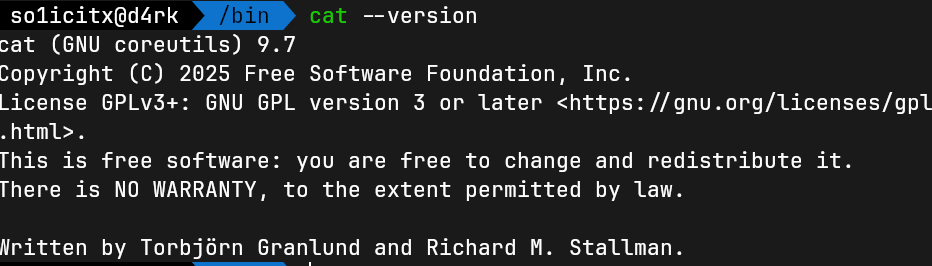 so1icitx@d4rk /bin cat --version
cat (GNU coreutils) 9.7
Copyright (C) 2025 Free Software Foundation, Inc.
License GPLv3+: GNU GPL version 3 or later <https://gnu.org/licenses/gpl
.html>.
This is free software: you are free to change and redistribute it.
There is NO WARRANTY, to the extent permitted by law.
Written by Torbjörn Granlund and Richard M. Stallman.